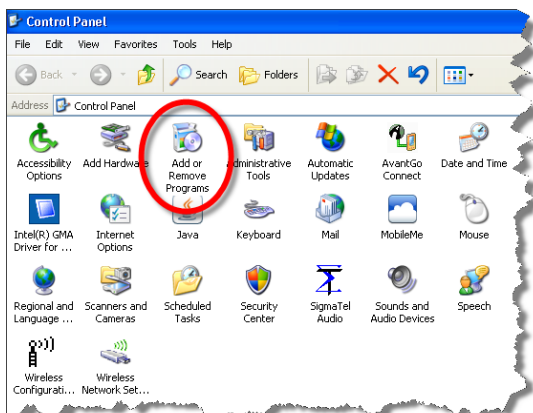 Control Panel
File Edit View Favorites Tools Help
Back Search Folders
Address Control Panel
Accessibility Options
Add Hardware
Add or Remove Programs
Administrative Tools
Automatic Updates
AvantGo Connect
Date and Time
Intel(R) GMA Driver for ...
Internet Options
Java
Keyboard
Mail
MobileMe
Mouse
Regional and Language ...
Scanners and Cameras
Scheduled Tasks
Security Center
SigmaTel Audio
Sounds and Audio Devices
Speech
Wireless Configurati...
Wireless Network Set...